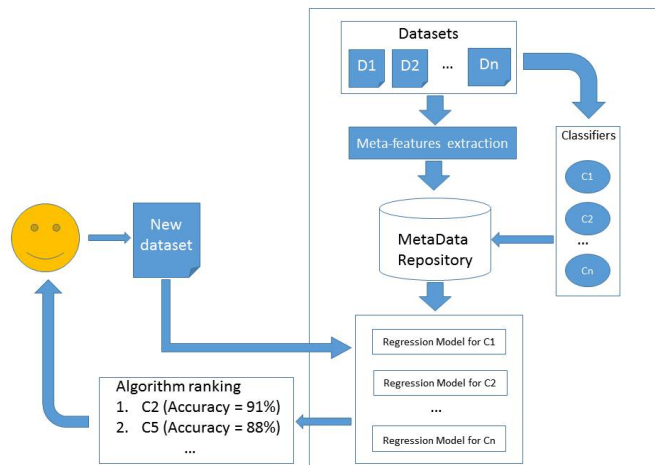 Datasets
D1
D2
...
Dn
Meta-features extraction
Classifiers
C1
C2
...
Cn
New
dataset
MetaData
Repository
Regression Model for C1
Regression Model for C2
...
Regression Model for Cn
Algorithm ranking
1. C2 (Accuracy = 91%)
2. C5 (Accuracy = 88%)
...